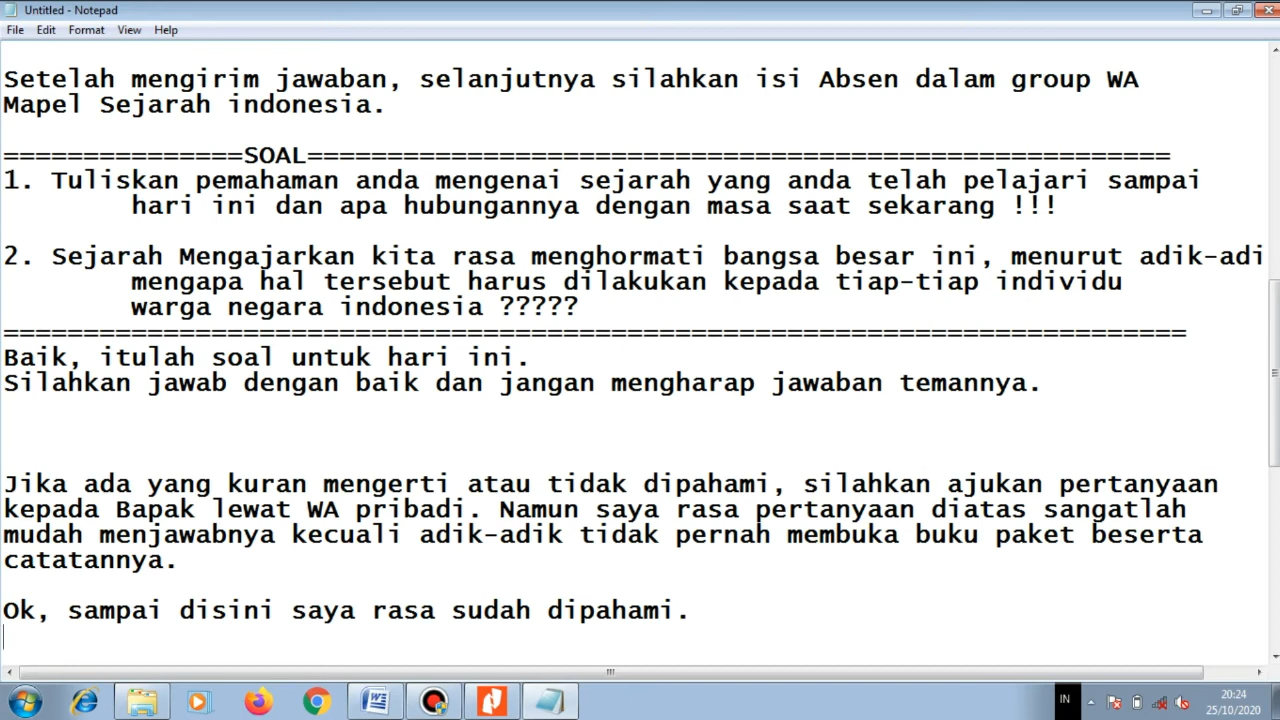 Untitled - Notepad
File Edit Format View Help
Setelah mengirim jawaban, selanjutnya silahkan isi Absen dalam group WA
Mapel Sejarah indonesia.
===============SOAL======================================================
1. Tuliskan pemahaman anda mengenai sejarah yang anda telah pelajari sampai
hari ini dan apa hubungannya dengan masa saat sekarang !!!
2. Sejarah Mengajarkan kita rasa menghormati bangsa besar ini, menurut adik-adi
mengapa hal tersebut harus dilakukan kepada tiap-tiap individu
warga negara indonesia ?????
==========================================================================
Baik, itulah soal untuk hari ini.
Silahkan jawab dengan baik dan jangan mengharap jawaban temannya.
Jika ada yang kuran mengerti atau tidak dipahami, silahkan ajukan pertanyaan
kepada Bapak lewat WA pribadi. Namun saya rasa pertanyaan diatas sangatlah
mudah menjawabnya kecuali adik-adik tidak pernah membuka buku paket beserta
catatannya.
Ok, sampai disini saya rasa sudah dipahami.
IN
20:24
25/10/2020